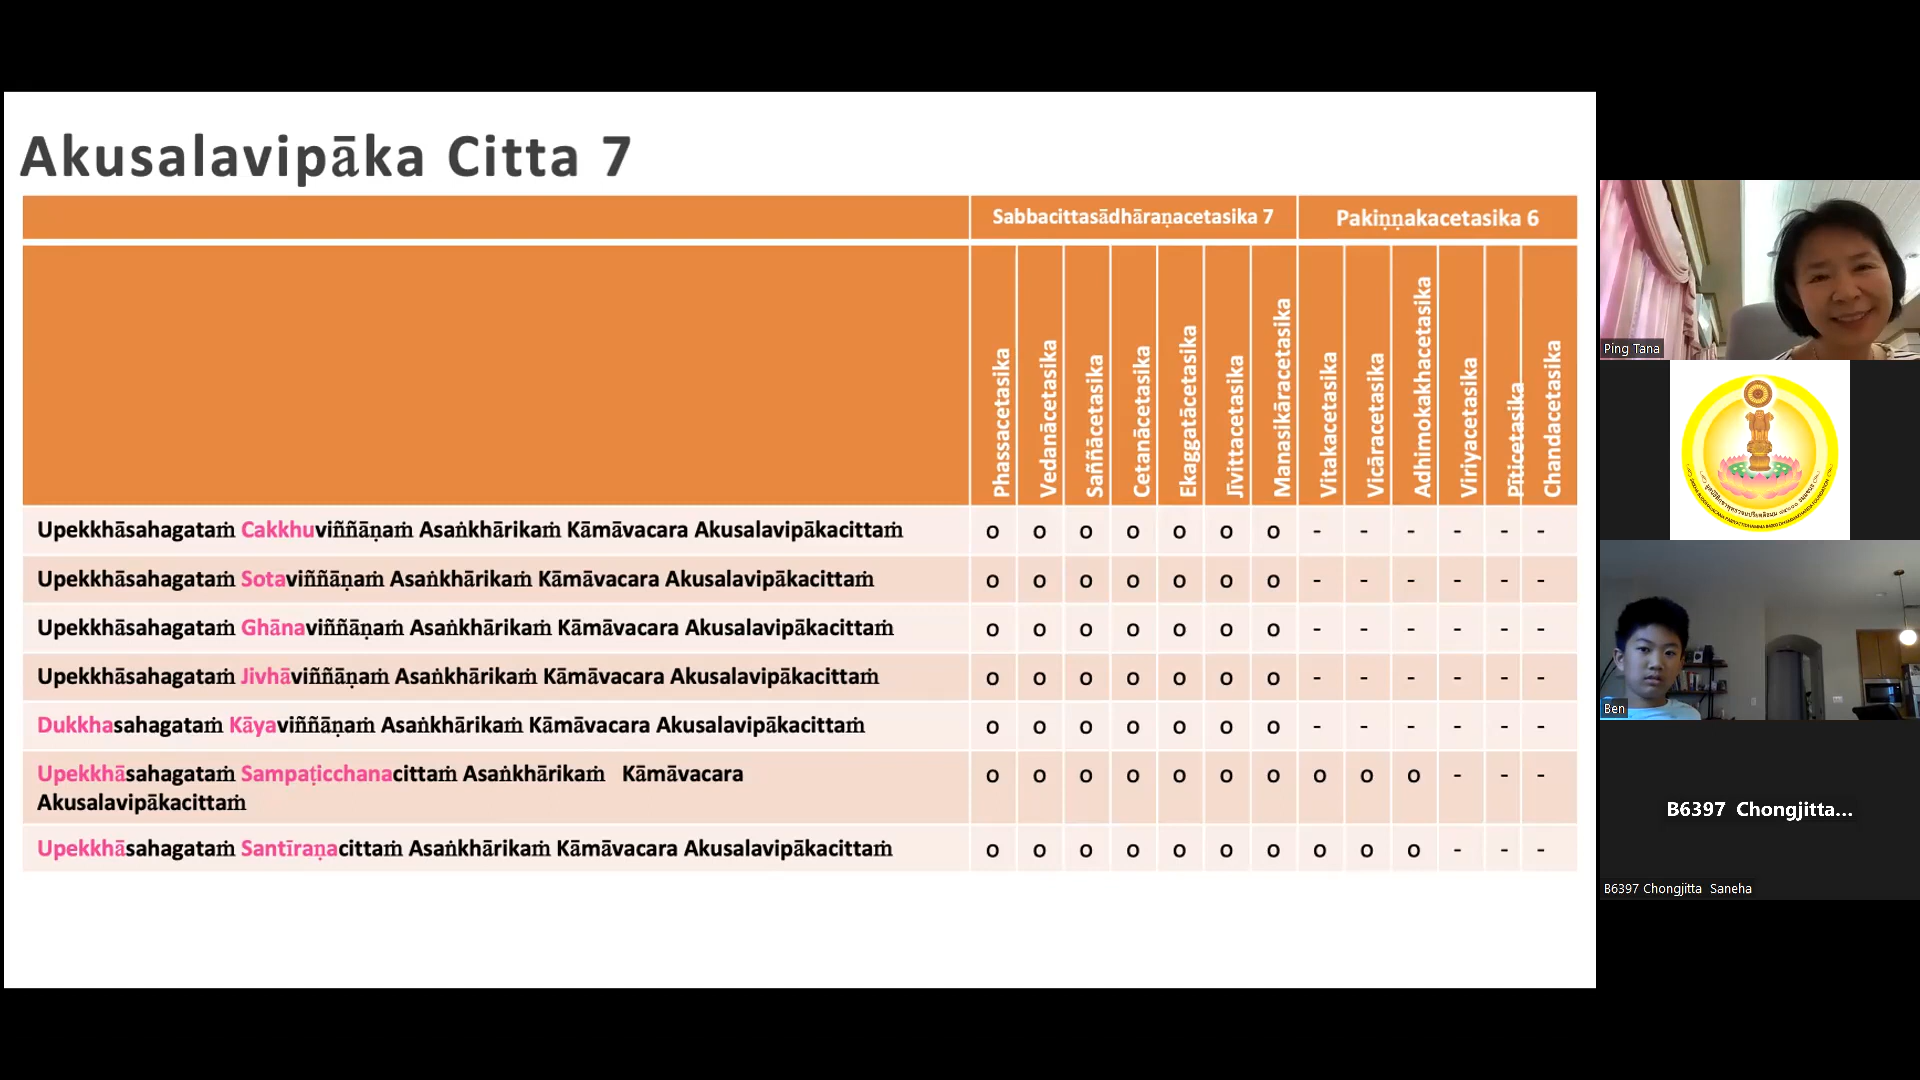 Akusalavipāka Citta 7
Sabbacittasādhāraṇacetasika 7 Pakiṇṇakacetasika 6
Phassacetasika
Vedanācetasika
Saññācetasika
Cetanācetasika
Ekaggatācetasika
Jīvittacetasika
Manasikāracetasika
Vitakacetasika
Vicāracetasika
Adhimokakhacetasika
Viriyacetasika
Pīticetasika
Chandacetasika
Upekkhāsahagataṁ Cakkhuviññāṇaṁ Asaṅkhārikaṁ Kāmāvacara Akusalavipākacittaṁ o o o o o o o - - - - - -
Upekkhāsahagataṁ Sotaviññāṇaṁ Asaṅkhārikaṁ Kāmāvacara Akusalavipākacittaṁ o o o o o o o - - - - - -
Upekkhāsahagataṁ Ghānaviññāṇaṁ Asaṅkhārikaṁ Kāmāvacara Akusalavipākacittaṁ o o o o o o o - - - - - -
Upekkhāsahagataṁ Jivhāviññāṇaṁ Asaṅkhārikaṁ Kāmāvacara Akusalavipākacittaṁ o o o o o o o - - - - - -
Dukkhasahagataṁ Kāyaviññāṇaṁ Asaṅkhārikaṁ Kāmāvacara Akusalavipākacittaṁ o o o o o o o - - - - - -
Upekkhāsahagataṁ Sampaṭicchanacittaṁ Asaṅkhārikaṁ Kāmāvacara o o o o o o o o o o - - -
Akusalavipākacittaṁ
Upekkhāsahagataṁ Santīraṇacittaṁ Asaṅkhārikaṁ Kāmāvacara Akusalavipākacittaṁ o o o o o o o o o o - - -
Ping Tana
Ben
B6397 Chongjitta...
B6397 Chongjitta Saneha